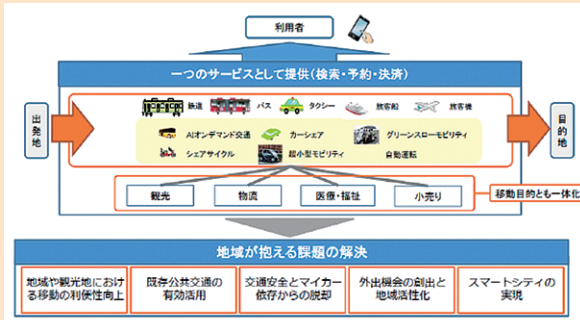 利用者
一つのサービスとして提供(検索・予約・決済)
出発地
鉄道
バス
タクシー
旅客船
旅客機
目的地
AIオンデマンド交通
カーシェア
グリーンスローモビリティ
シェアサイクル
超小型モビリティ
自動運転
観光
物流
医療・福祉
小売り
移動目的とも一体化
地域が抱える課題の解決
地域や観光地における
移動の利便性向上
既存公共交通の
有効活用
交通安全とマイカー
依存からの脱却
外出機会の創出と
地域活性化
スマートシティの
実現